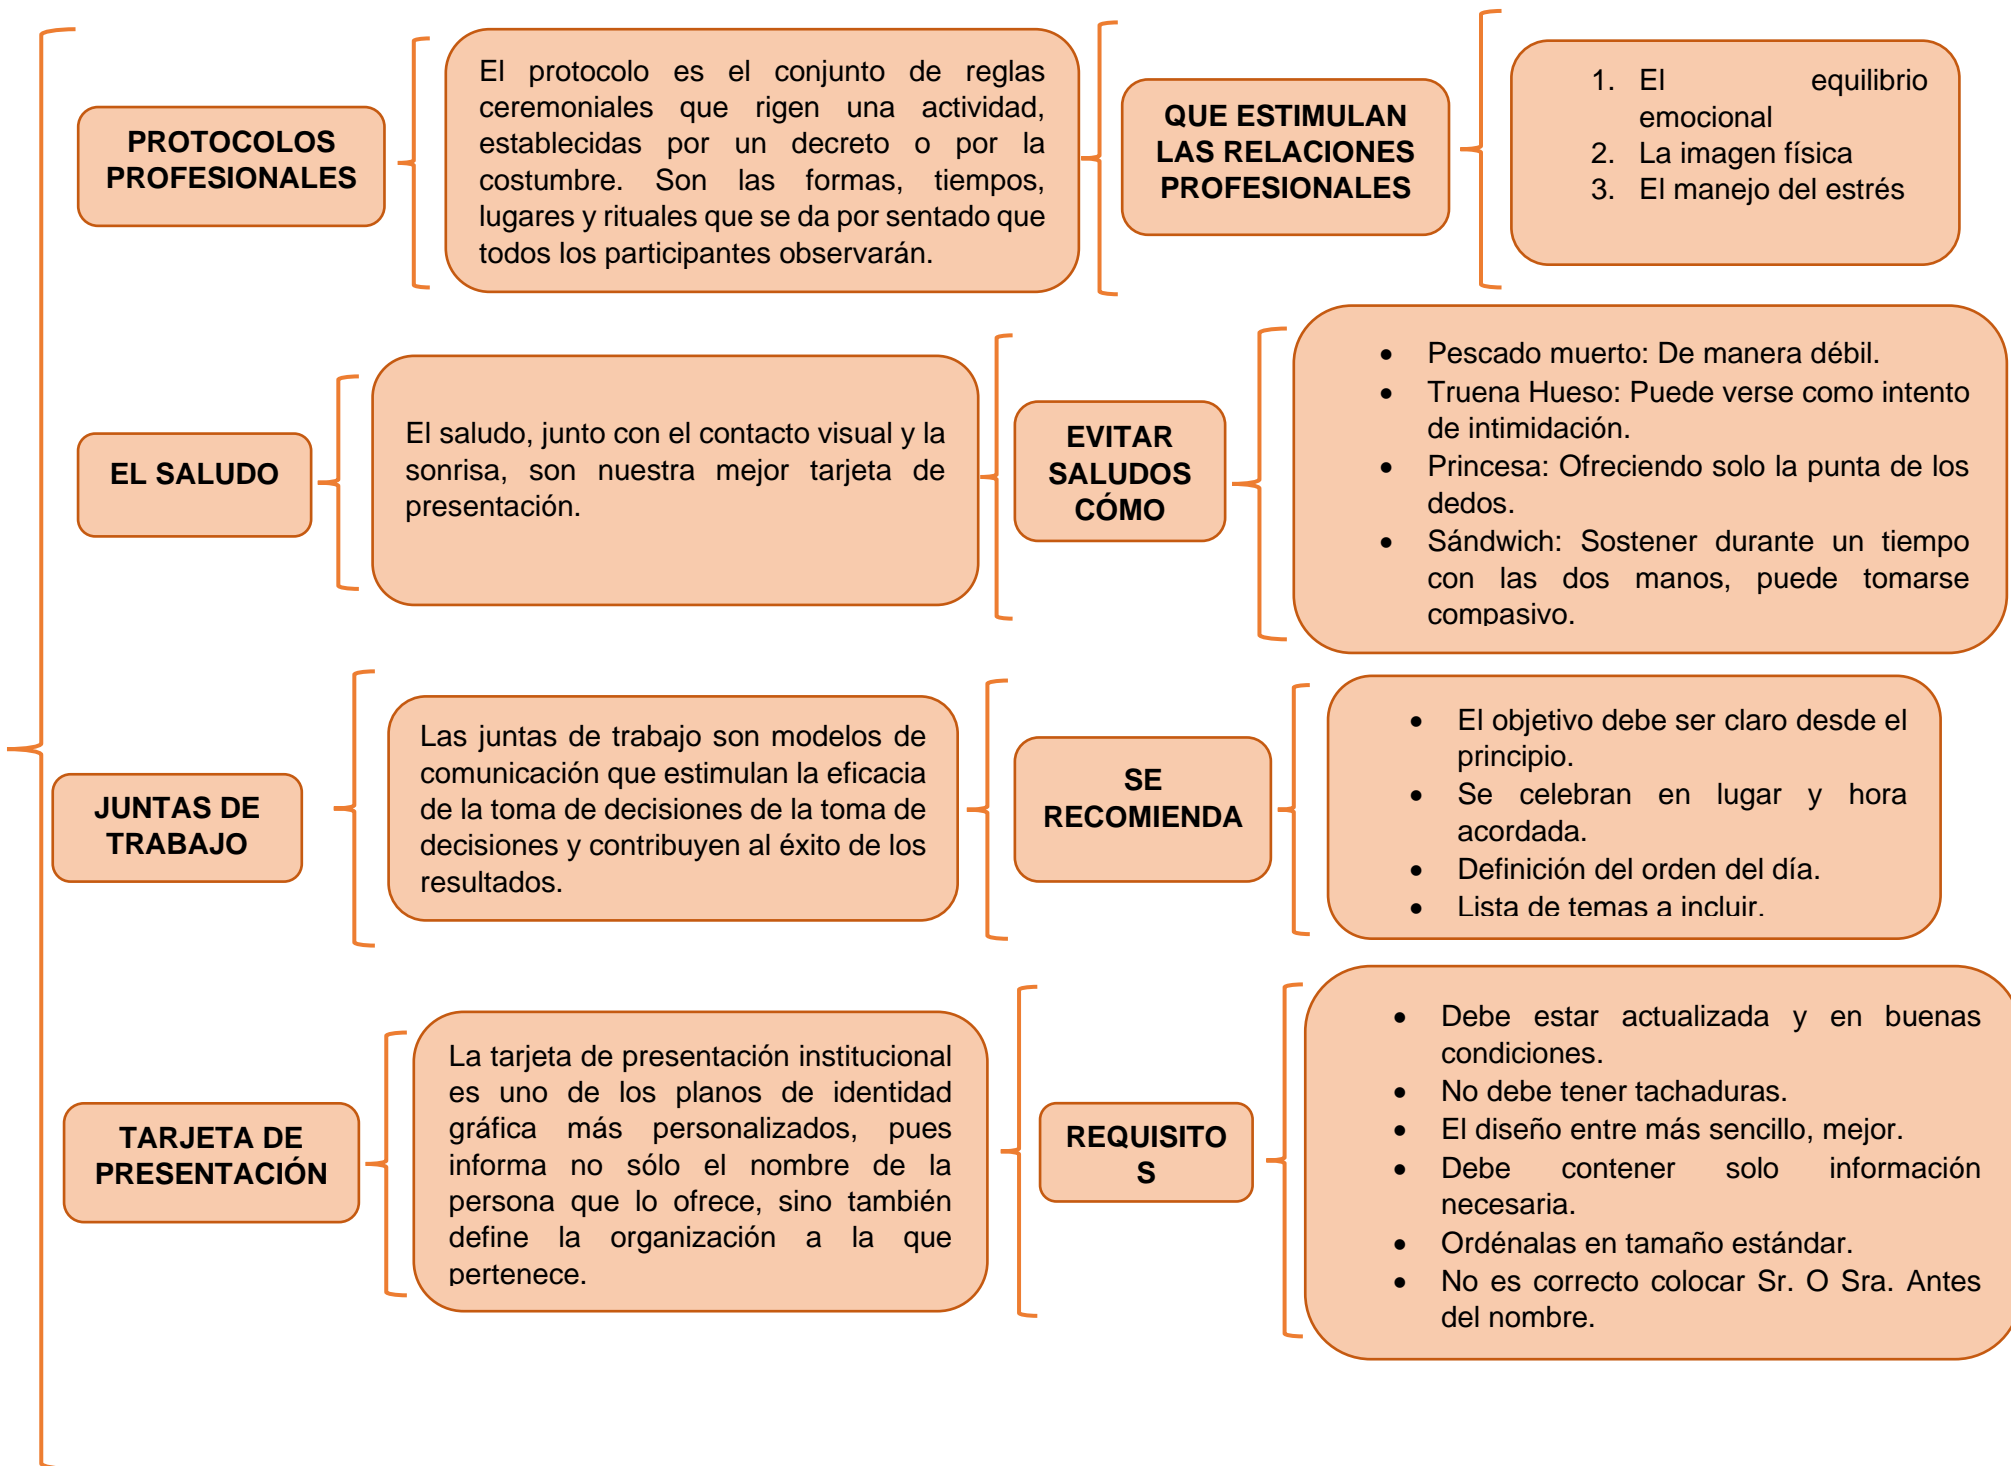 PROTOCOLOS
PROFESIONALES
El protocolo es el conjunto de reglas
ceremoniales que rigen una actividad,
establecidas por un decreto o por la
costumbre. Son las formas, tiempos,
lugares y rituales que se da por sentado que
todos los participantes observarán.
QUE ESTIMULAN
LAS RELACIONES
PROFESIONALES
1. El equilibrio
emocional
2. La imagen física
3. El manejo del estrés
EL SALUDO
El saludo, junto con el contacto visual y la
sonrisa, son nuestra mejor tarjeta de
presentación.
EVITAR
SALUDOS
CÓMO
• Pescado muerto: De manera débil.
• Truena Hueso: Puede verse como intento
de intimidación.
• Princesa: Ofreciendo solo la punta de los
dedos.
• Sándwich: Sostener durante un tiempo
con las dos manos, puede tomarse
compasivo.
JUNTAS DE
TRABAJO
Las juntas de trabajo son modelos de
comunicación que estimulan la eficacia
de la toma de decisiones de la toma de
decisiones y contribuyen al éxito de los
resultados.
SE
RECOMIENDA
• El objetivo debe ser claro desde el
principio.
• Se celebran en lugar y hora
acordada.
• Definición del orden del día.
• Lista de temas a incluir.
TARJETA DE
PRESENTACIÓN
La tarjeta de presentación institucional
es uno de los planos de identidad
gráfica más personalizados, pues
informa no sólo el nombre de la
persona que lo ofrece, sino también
define la organización a la que
pertenece.
REQUISITO
S
• Debe estar actualizada y en buenas
condiciones.
• No debe tener tachaduras.
• El diseño entre más sencillo, mejor.
• Debe contener solo información
necesaria.
• Ordénalas en tamaño estándar.
• No es correcto colocar Sr. O Sra. Antes
del nombre.